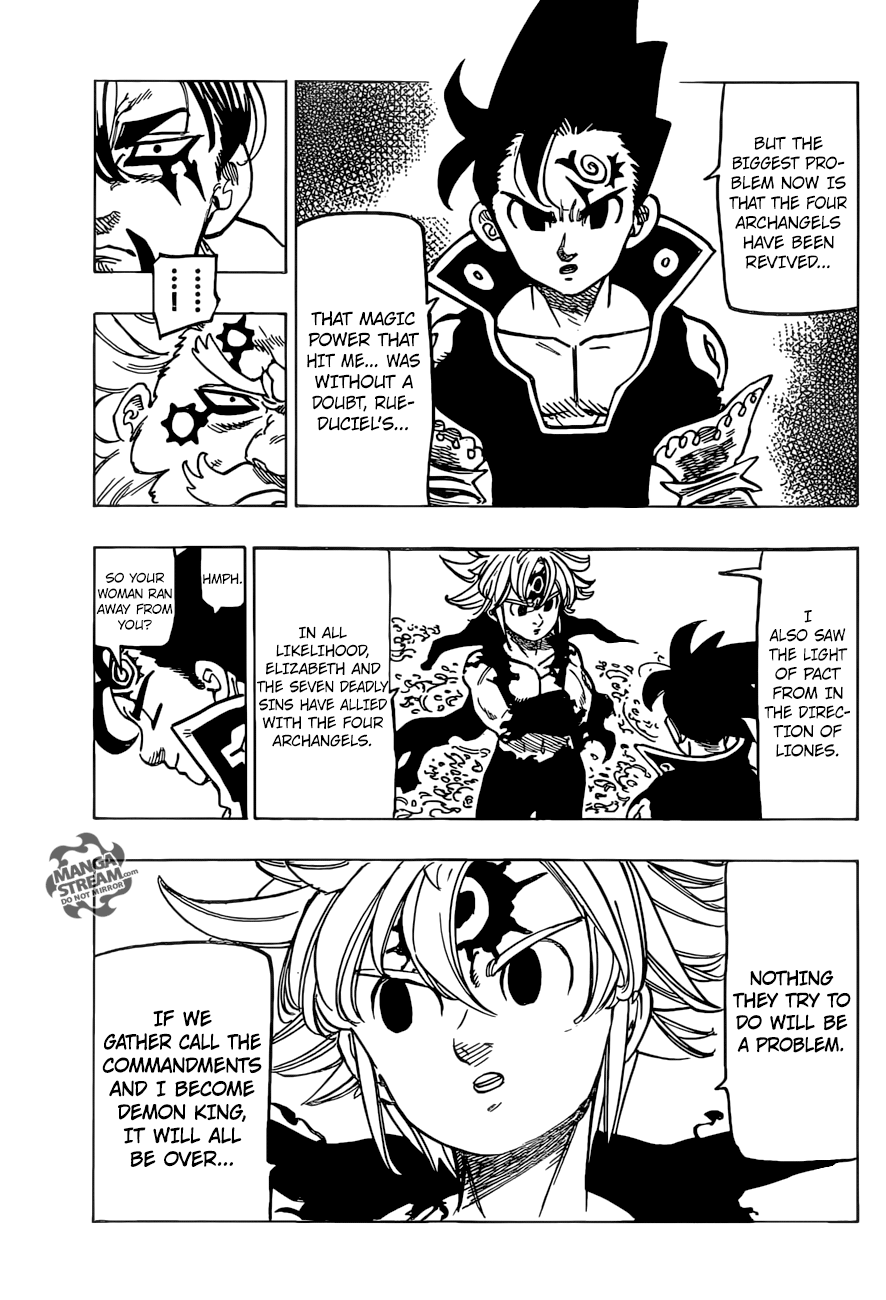 BUT THE
BIGGEST PRO-
BLEM NOW IS
THAT THE FOUR
ARCHANGELS
HAVE BEEN
REVIVED...
THAT MAGIC
POWER THAT
HIT ME... WAS
WITHOUT A
DOUBT, RUE-
DUCIEL'S...
......!
I
ALSO SAW
THE LIGHT
OF PACT
FROM IN
THE DIREC-
TION OF
LIONES.
IN ALL
LIKELIHOOD,
ELIZABETH AND
THE SEVEN DEADLY
SINS HAVE ALLIED
WITH THE FOUR
ARCHANGELS.
HMPH.
SO YOUR
WOMAN RAN
AWAY FROM
YOU?
NOTHING
THEY TRY TO
DO WILL BE
A PROBLEM.
IF WE
GATHER CALL THE
COMMANDMENTS
AND I BECOME
DEMON KING,
IT WILL ALL
BE OVER...
MANGA
STREAM.com
DO NOT MIRROR